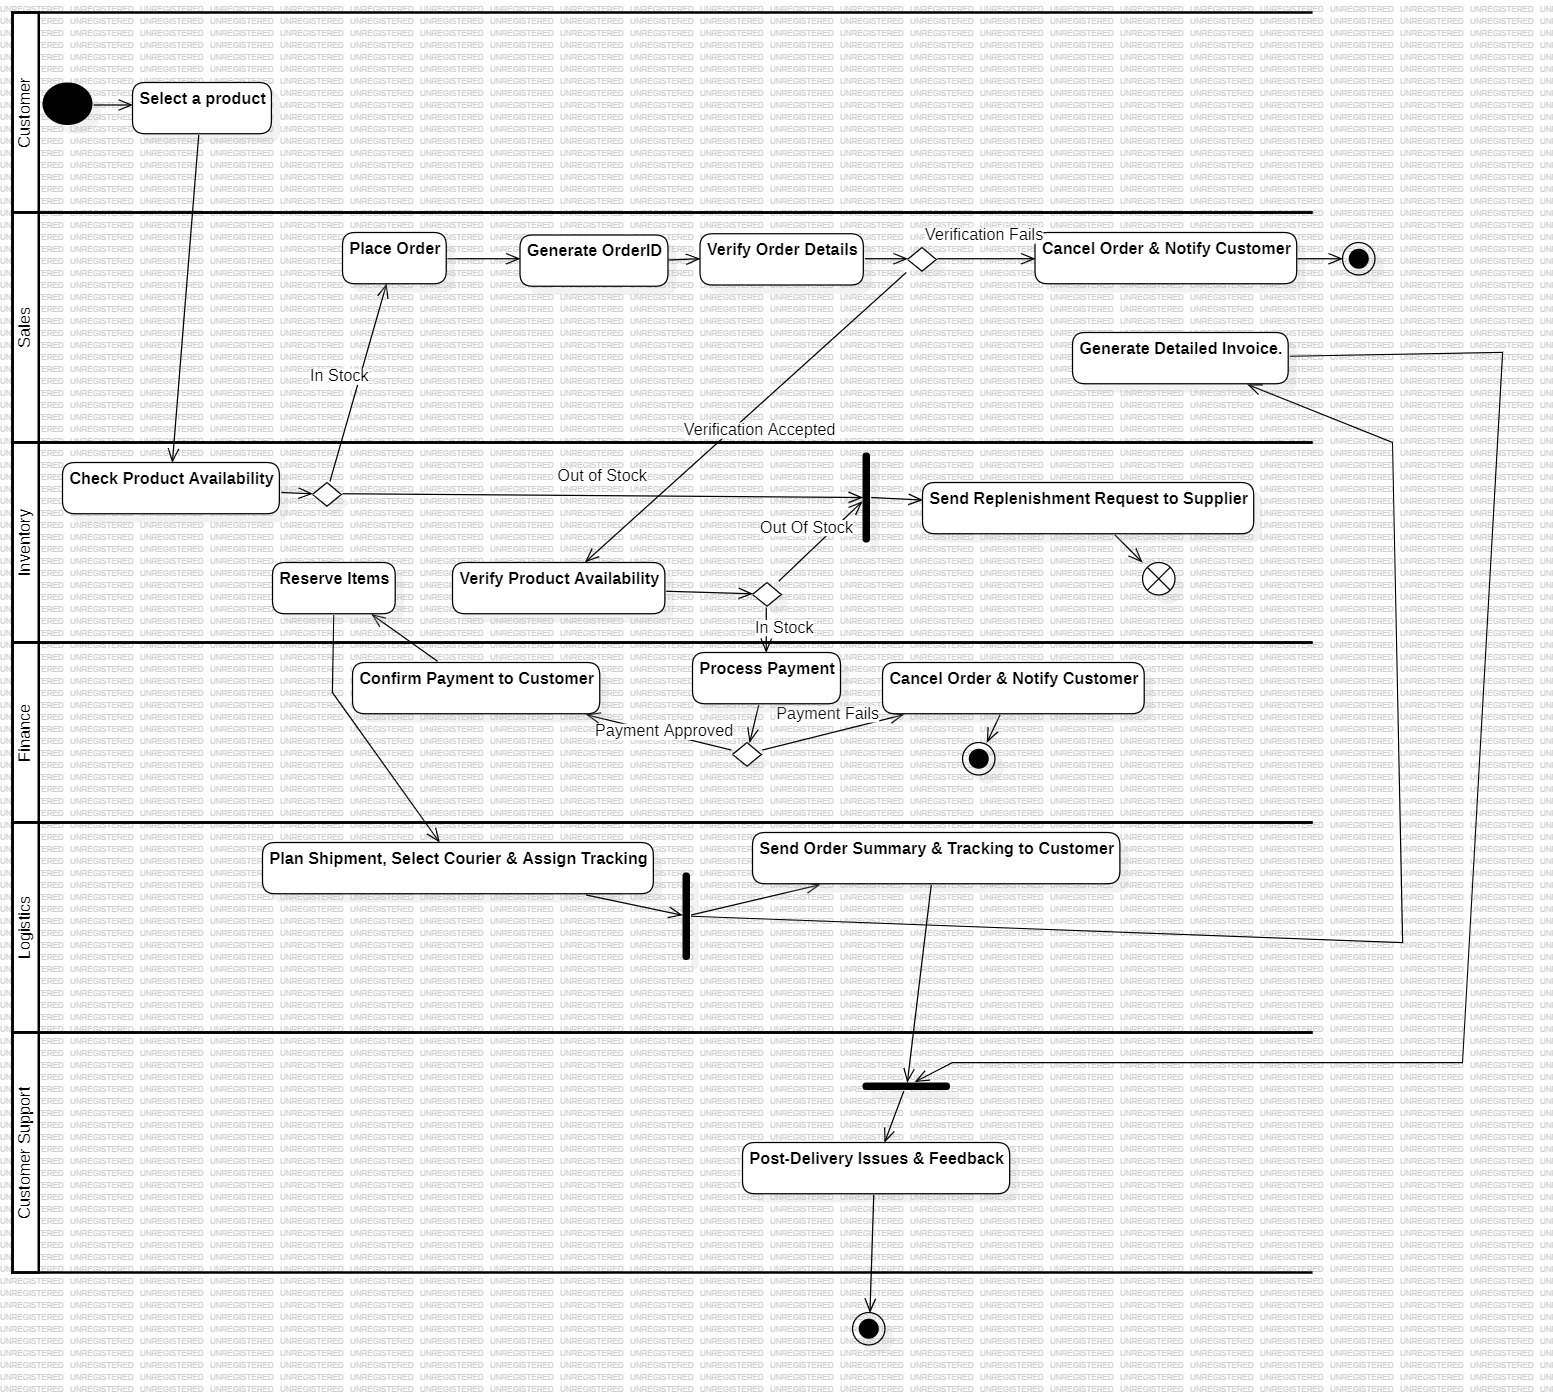 Customer
Select a product
Sales
Place Order
Generate OrderID
Verify Order Details
Verification Fails
Cancel Order & Notify Customer
Generate Detailed Invoice.
In Stock
Verification Accepted
Inventory
Check Product Availability
Out of Stock
Send Replenishment Request to Supplier
Out Of Stock
Reserve Items
Verify Product Availability
In Stock
Finance
Confirm Payment to Customer
Process Payment
Cancel Order & Notify Customer
Payment Approved
Payment Fails
Logistics
Plan Shipment, Select Courier & Assign Tracking
Send Order Summary & Tracking to Customer
Customer Support
Post-Delivery Issues & Feedback
UNREGISTERED